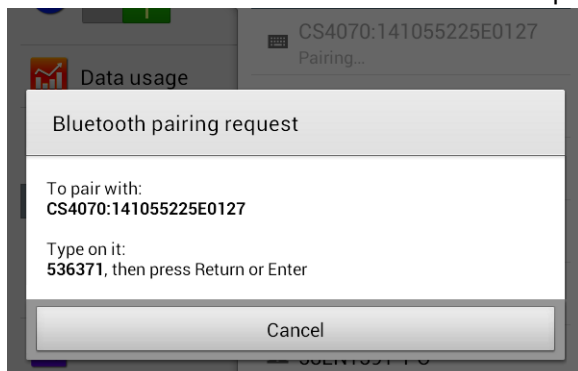 CS4070:141055225E0127
Pairing...
Data usage
Bluetooth pairing request
To pair with:
CS4070:141055225E0127
Type on it:
536371, then press Return or Enter
Cancel